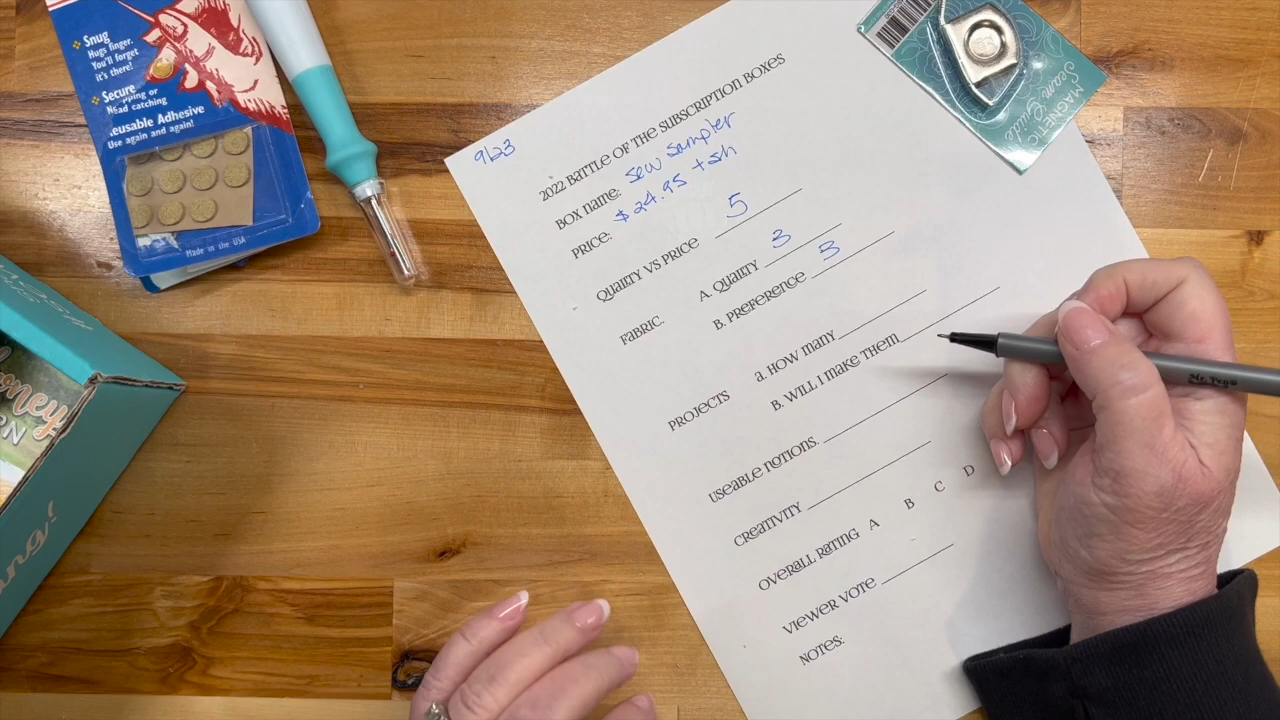 Snug
Hugs finger.
You'll forget
it's there!
Secure
Use again and again!
Made in the USA
MAGNETIC
Seam Guide
9/23
2022 BATTLE OF THE SUBSCRIPTION BOXES
BOX NAME: Sew Sampler
PRICE: $24.95 + sh
QUALITY VS PRICE 5
FABRIC. A. QUALITY 3
B. PREFERENCE 3
PROJECTS a. HOW MANY
B. WILL I MAKE THEM
USEABLE NOTIONS.
CREATIVITY
OVERALL RATING A B C D
VIEWER VOTE
NOTES:
Mr. Pen